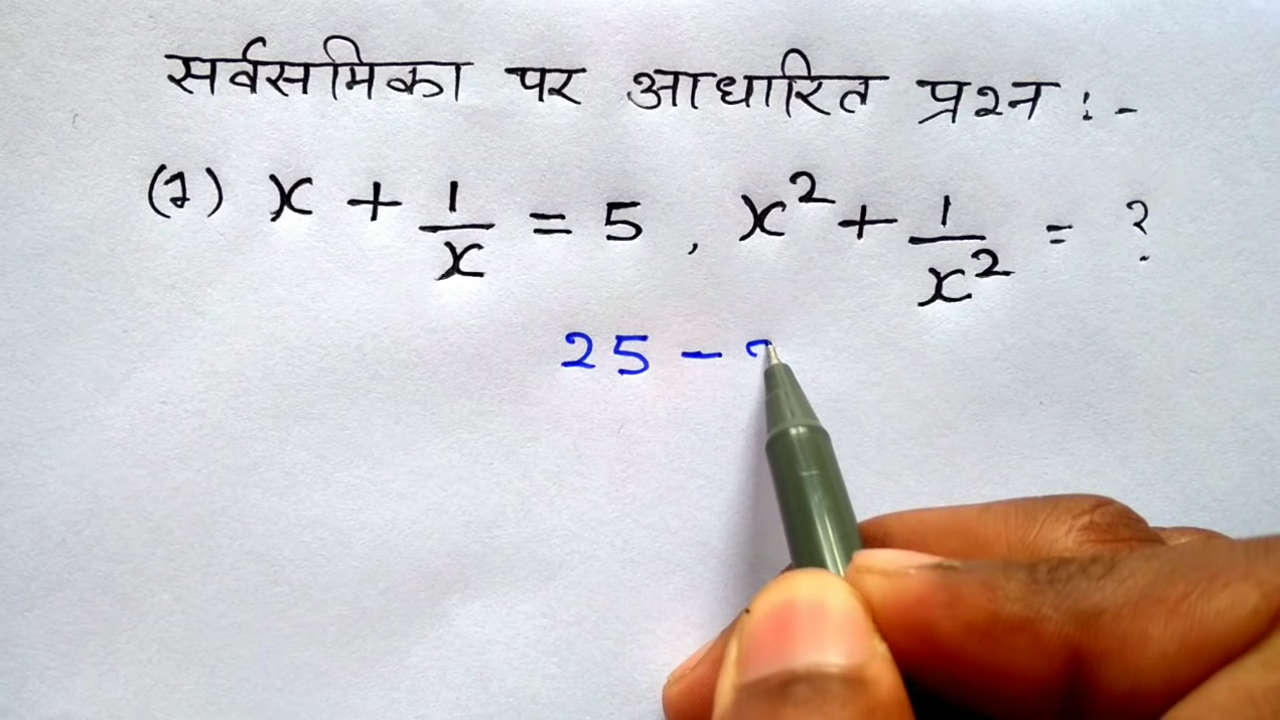 सर्वसमिका पर आधारित प्रश्न :-
(1) x + 1/x = 5 , x² + 1/x² = ?
25 -